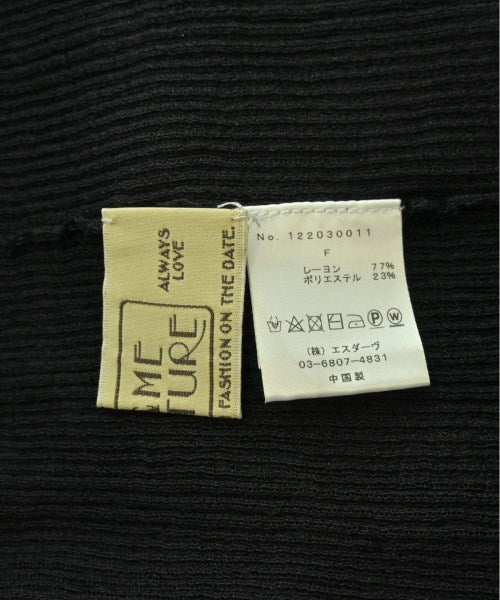 ALWAYS
LOVE
ME
TURE
FASHION ON THE DATE.
No. 122030011
F
レーヨン 77%
ポリエステル 23%
(株) エスダーヴ
03-6807-4831
中国製